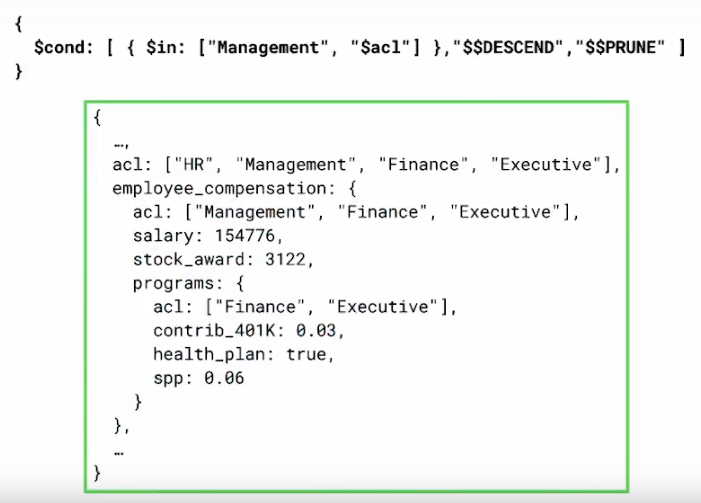 {
$cond: [ { $in: ["Management", "$acl"] },"$$DESCEND","$$PRUNE" ]
}
{
…,
acl: ["HR", "Management", "Finance", "Executive"],
employee_compensation: {
acl: ["Management", "Finance", "Executive"],
salary: 154776,
stock_award: 3122,
programs: {
acl: ["Finance", "Executive"],
contrib_401K: 0.03,
health_plan: true,
spp: 0.06
}
},
…
}